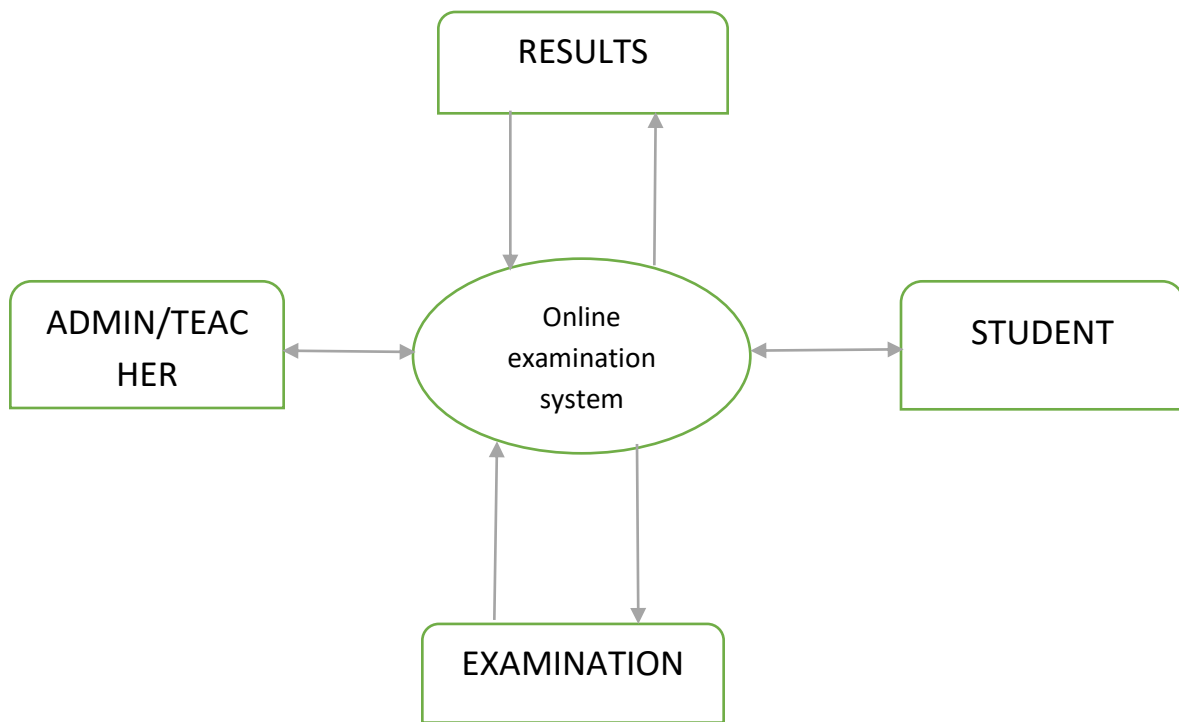 RESULTS
ADMIN/TEAC
HER
Online
examination
system
STUDENT
EXAMINATION